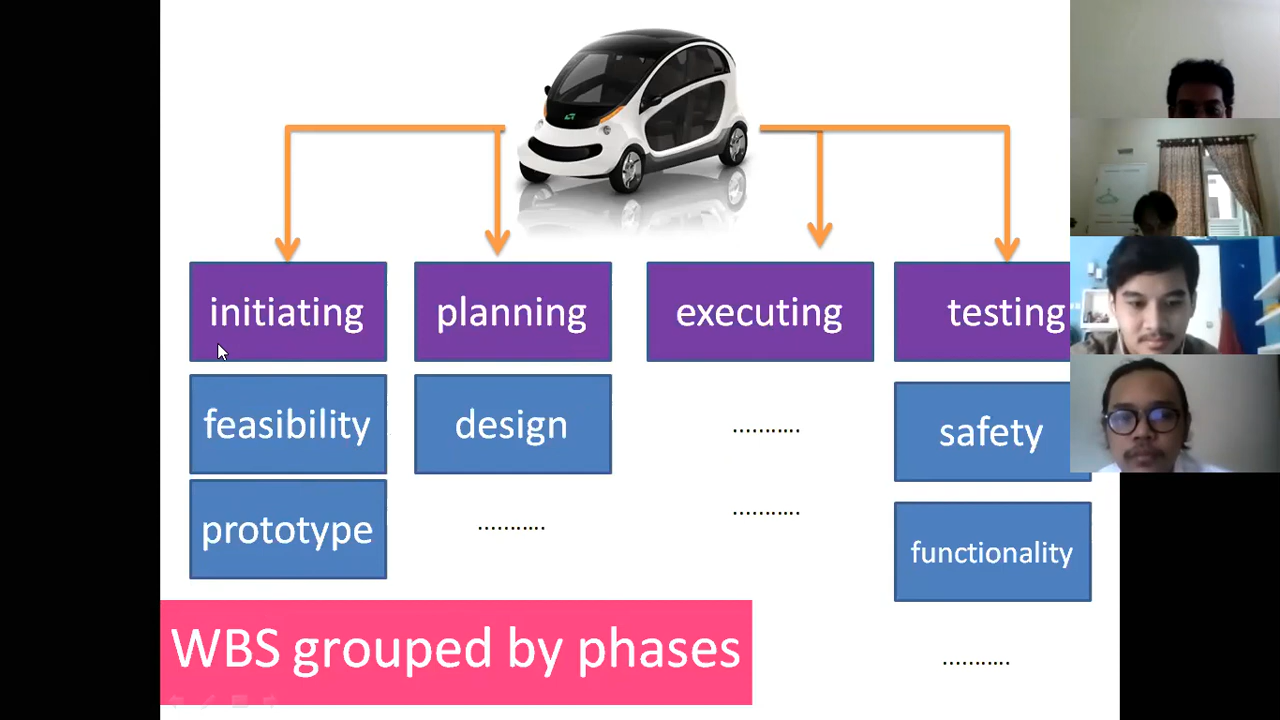 initiating
planning
executing
testing
feasibility
design
..........
safety
prototype
..........
..........
functionality
WBS grouped by phases
..........